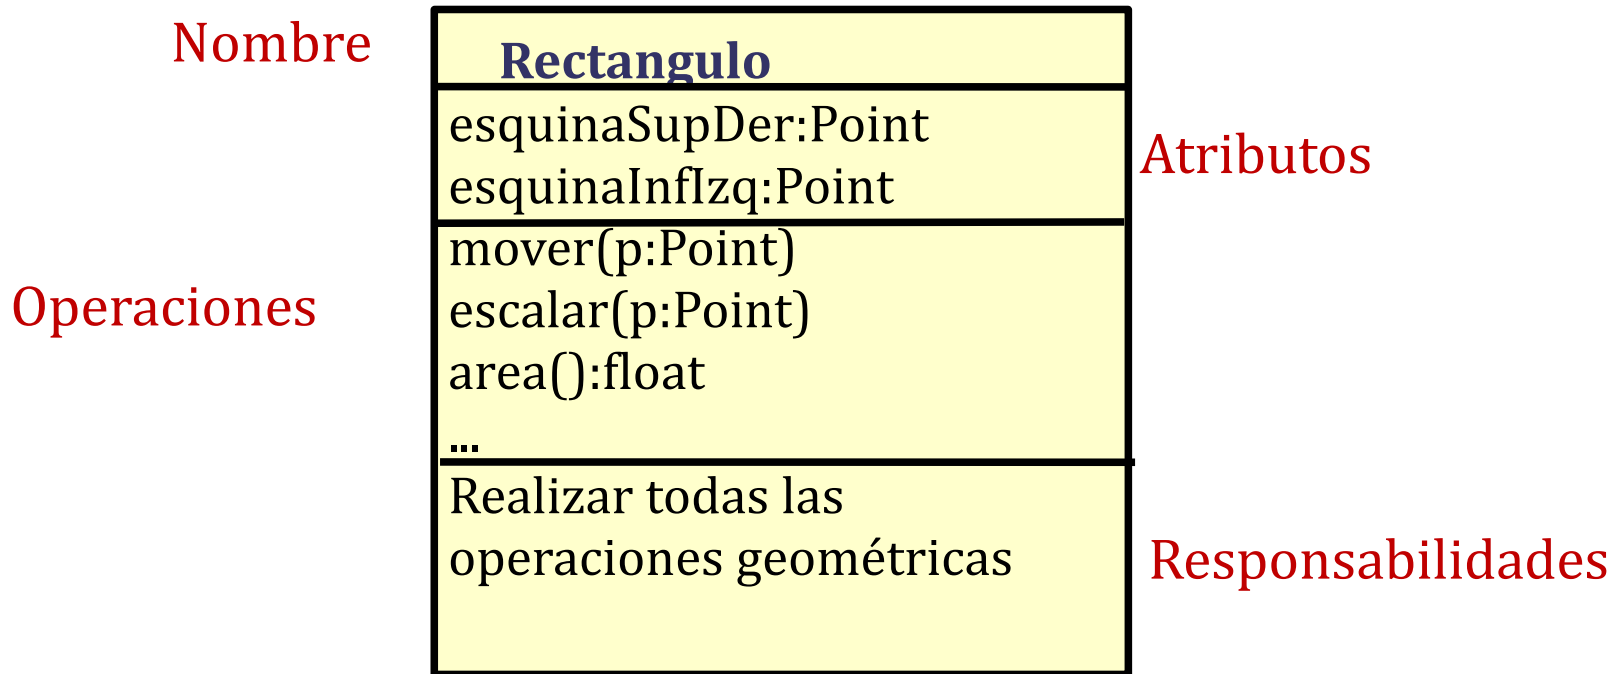 Nombre
Rectangulo
esquinaSupDer:Point
esquinaInfIzq:Point
Atributos
mover(p:Point)
escalar(p:Point)
area():float
...
Operaciones
Realizar todas las
operaciones geométricas
Responsabilidades